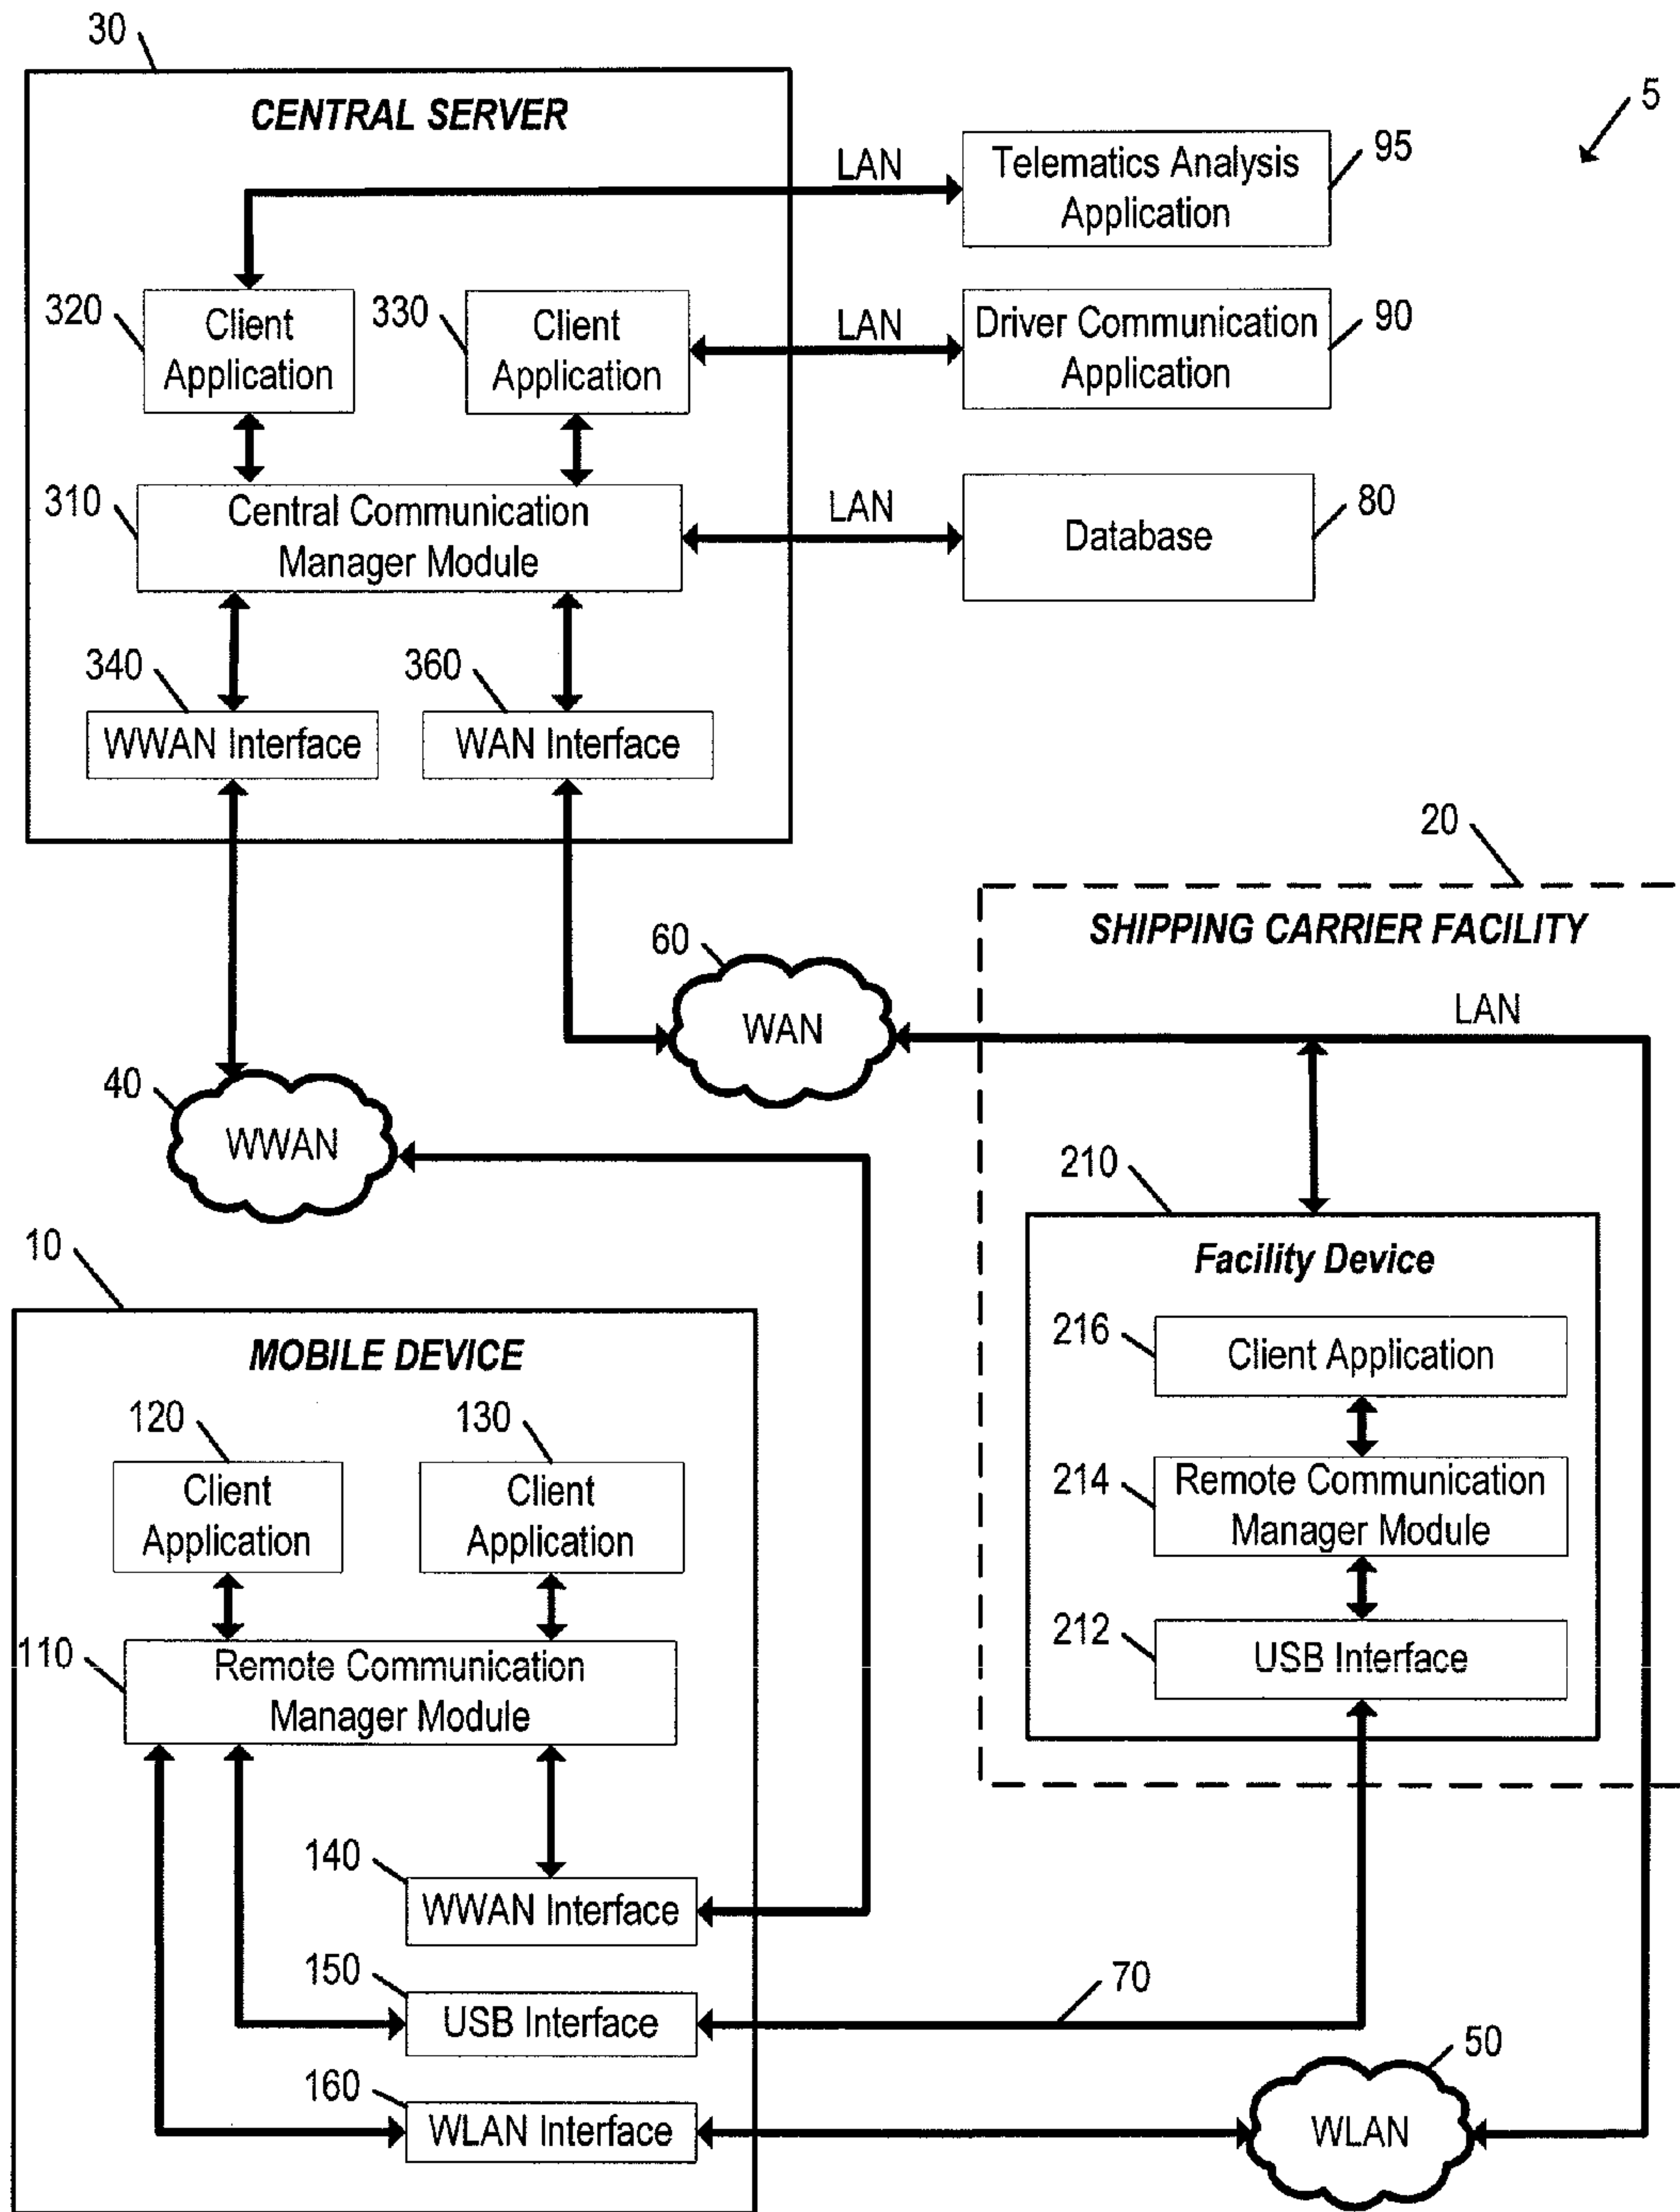 30
CENTRAL SERVER
5
LAN
Telematics Analysis
Application
95
320
Client
Application
330
Client
Application
LAN
Driver Communication
Application
90
310
Central Communication
Manager Module
LAN
Database
80
340
WWAN Interface
360
WAN Interface
20
SHIPPING CARRIER FACILITY
60
WAN
LAN
40
WWAN
210
Facility Device
216
Client Application
214
Remote Communication
Manager Module
212
USB Interface
10
MOBILE DEVICE
120
Client
Application
130
Client
Application
110
Remote Communication
Manager Module
140
WWAN Interface
150
USB Interface
70
160
WLAN Interface
50
WLAN